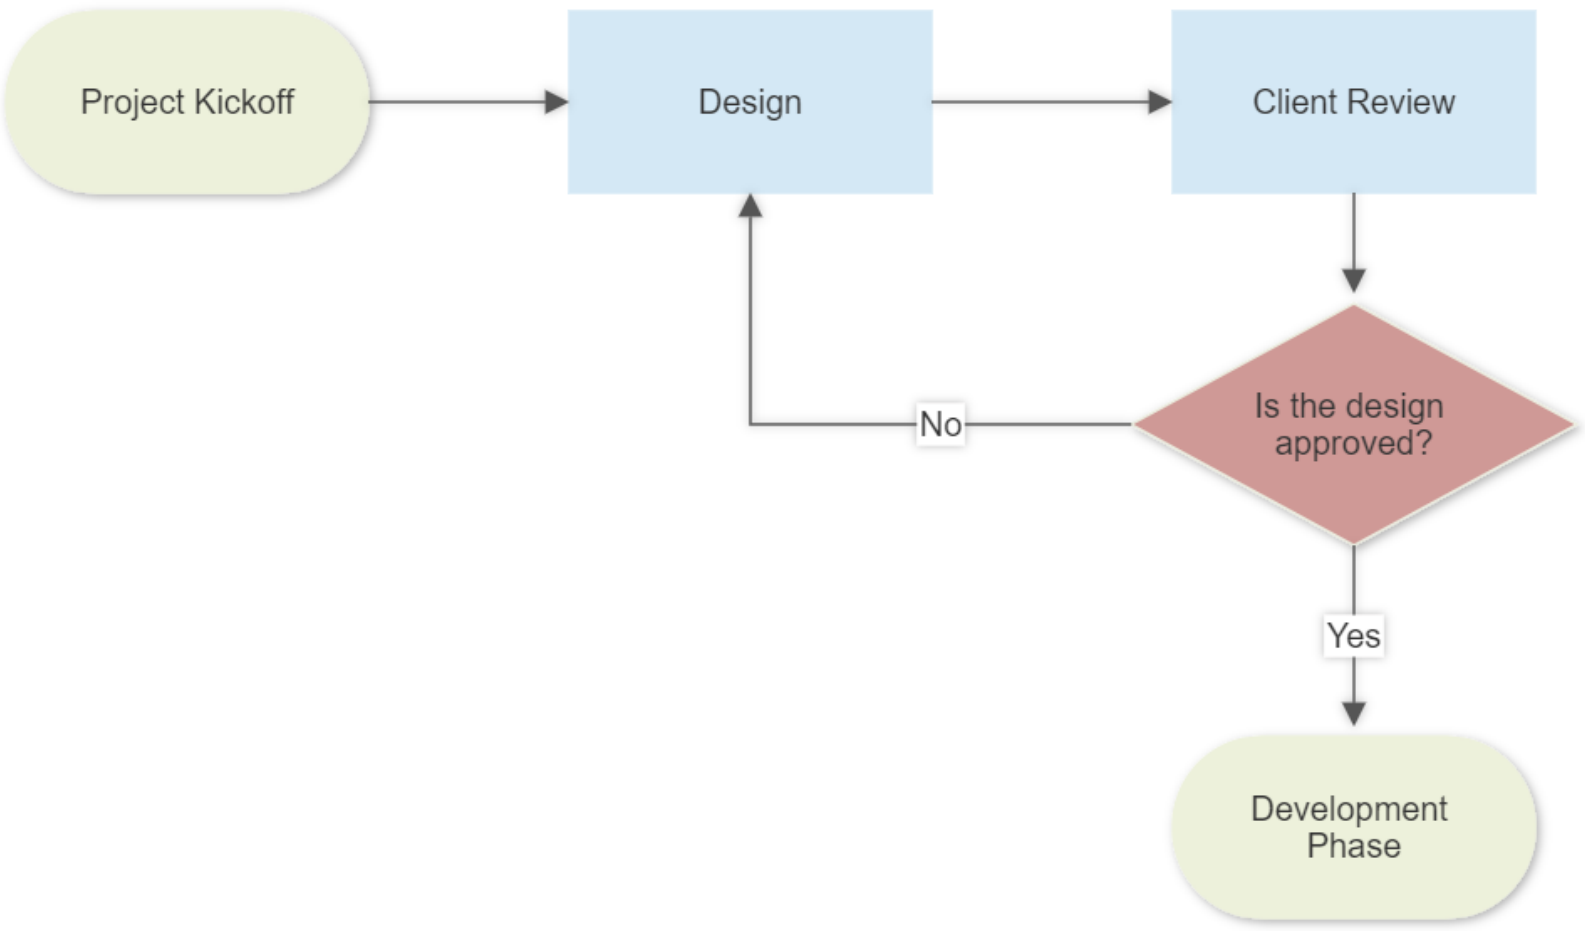 Project Kickoff
Design
Client Review
Is the design
approved?
No
Yes
Development
Phase